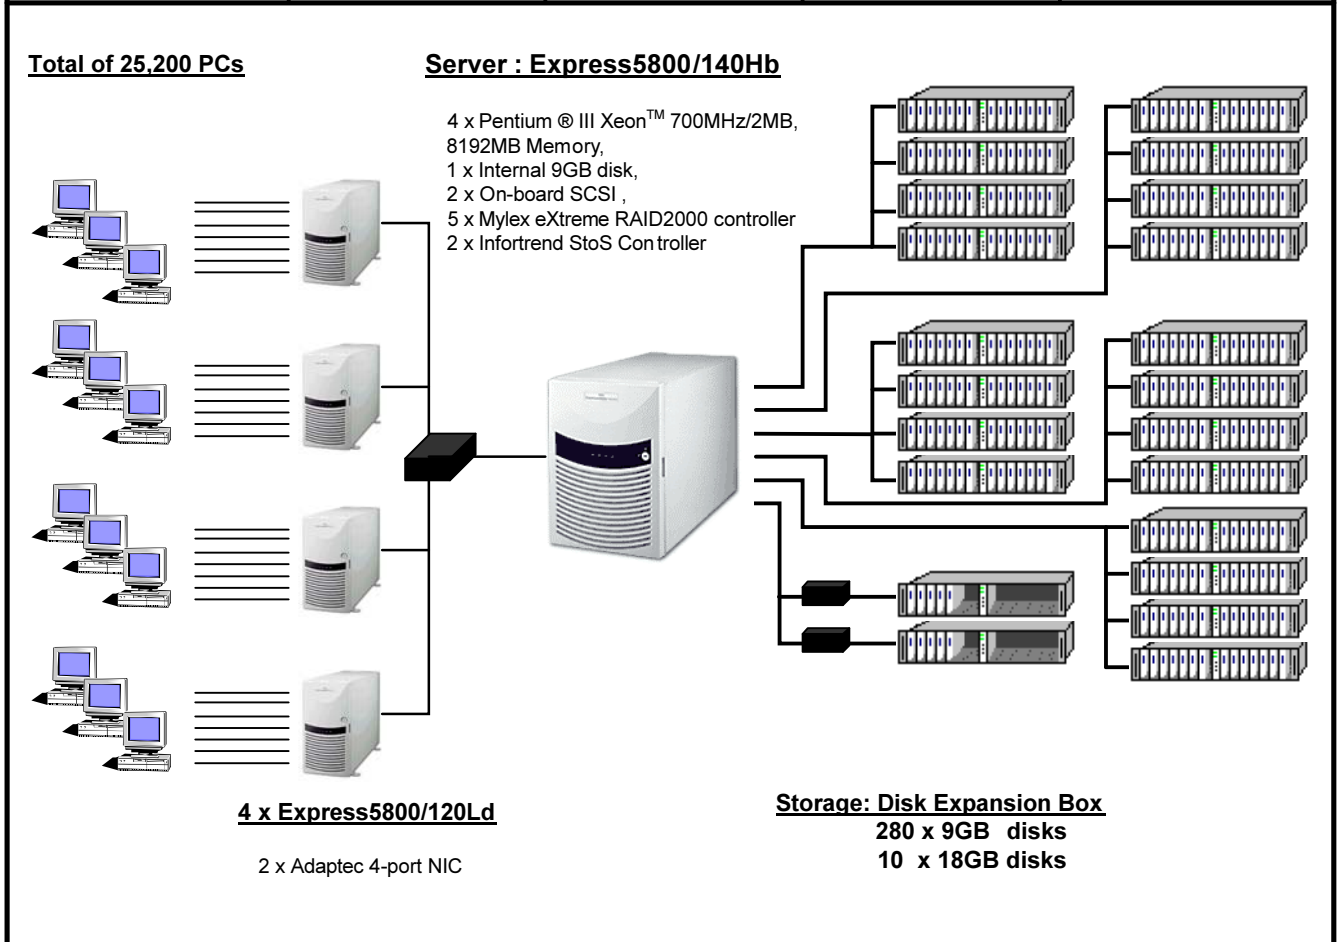 Total of 25,200 PCs
Server : Express5800/140Hb
4 x Pentium ® III Xeon™ 700MHz/2MB,
8192MB Memory,
1 x Internal 9GB disk,
2 x On-board SCSI ,
5 x Mylex eXtreme RAID2000 controller
2 x Infortrend StoS Controller
4 x Express5800/120Ld
2 x Adaptec 4-port NIC
Storage: Disk Expansion Box
280 x 9GB disks
10 x 18GB disks